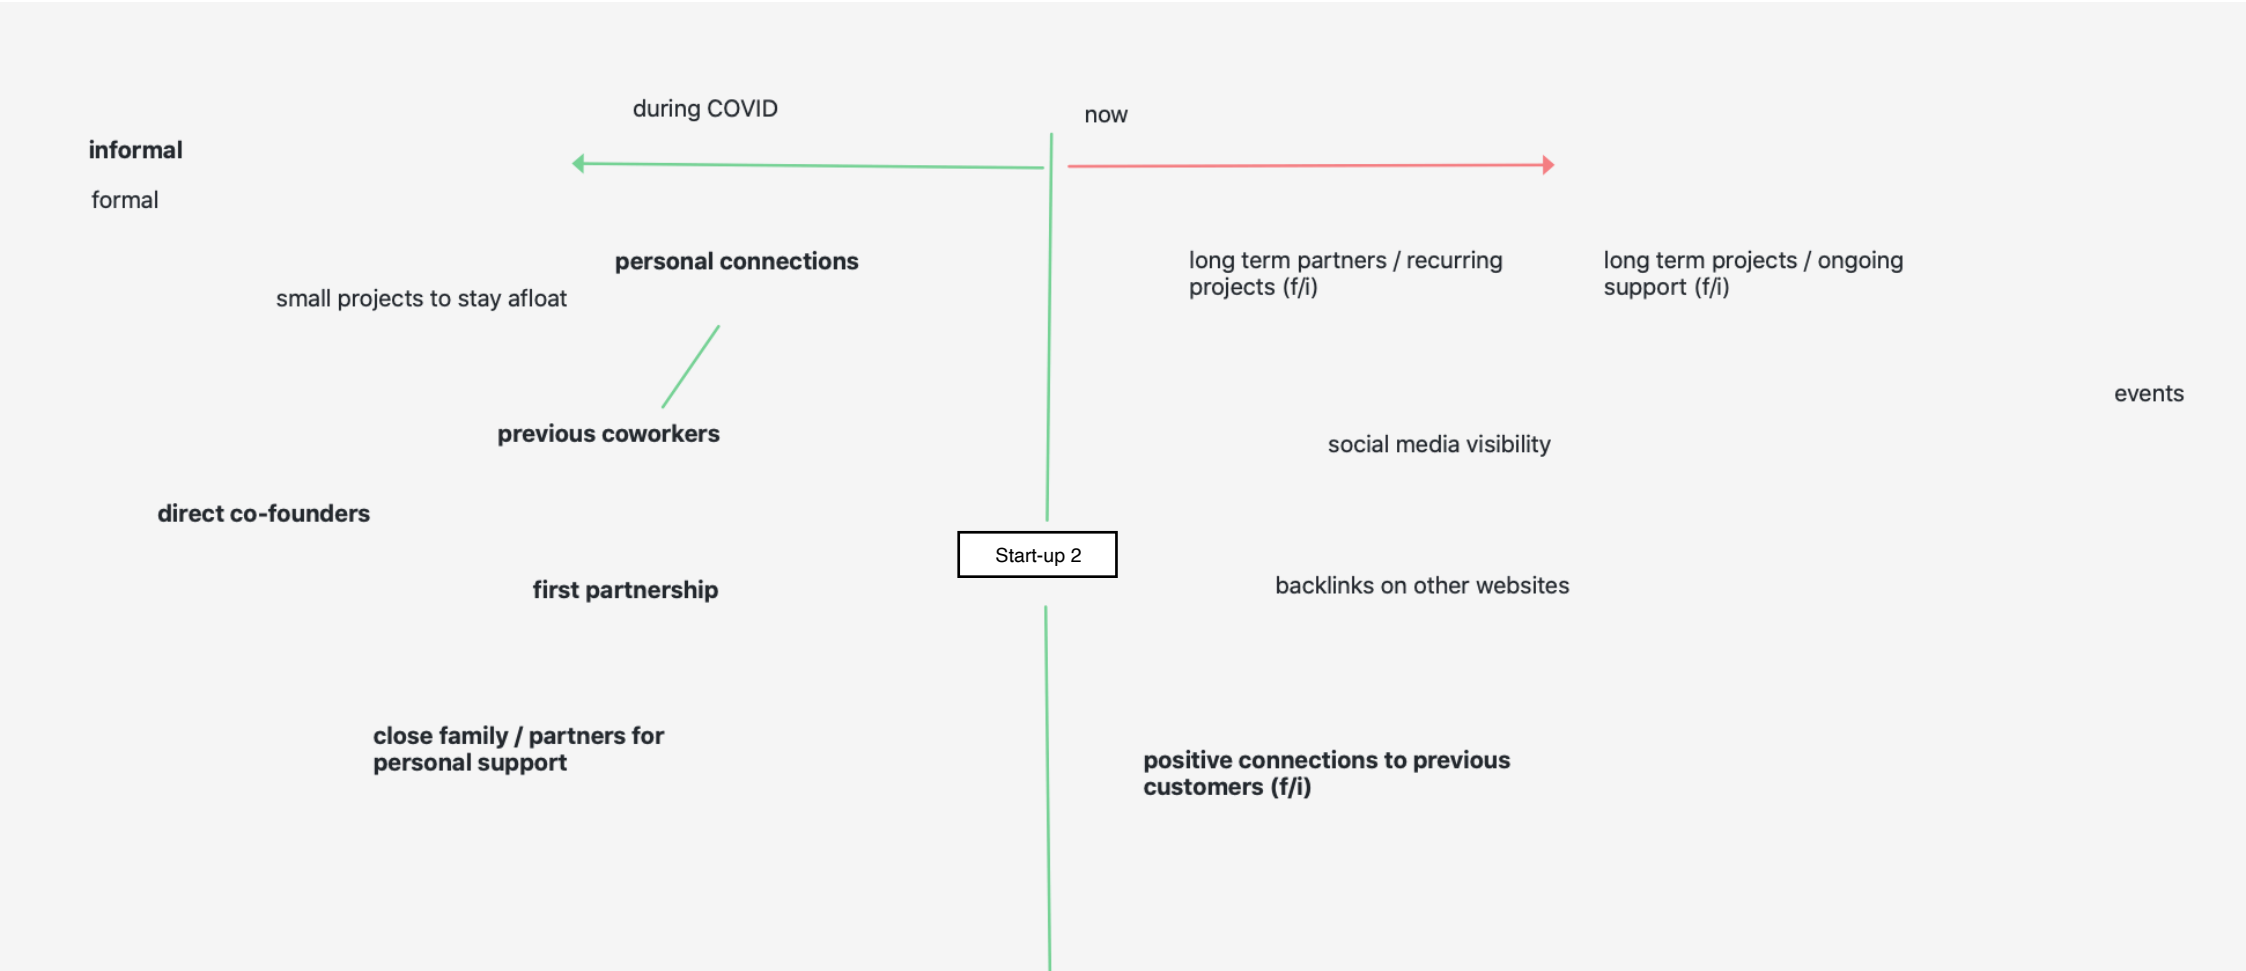 during COVID
now
informal
formal
personal connections
small projects to stay afloat
long term partners / recurring
projects (f/i)
long term projects / ongoing
support (f/i)
events
previous coworkers
social media visibility
direct co-founders
Start-up 2
first partnership
backlinks on other websites
close family / partners for
personal support
positive connections to previous
customers (f/i)